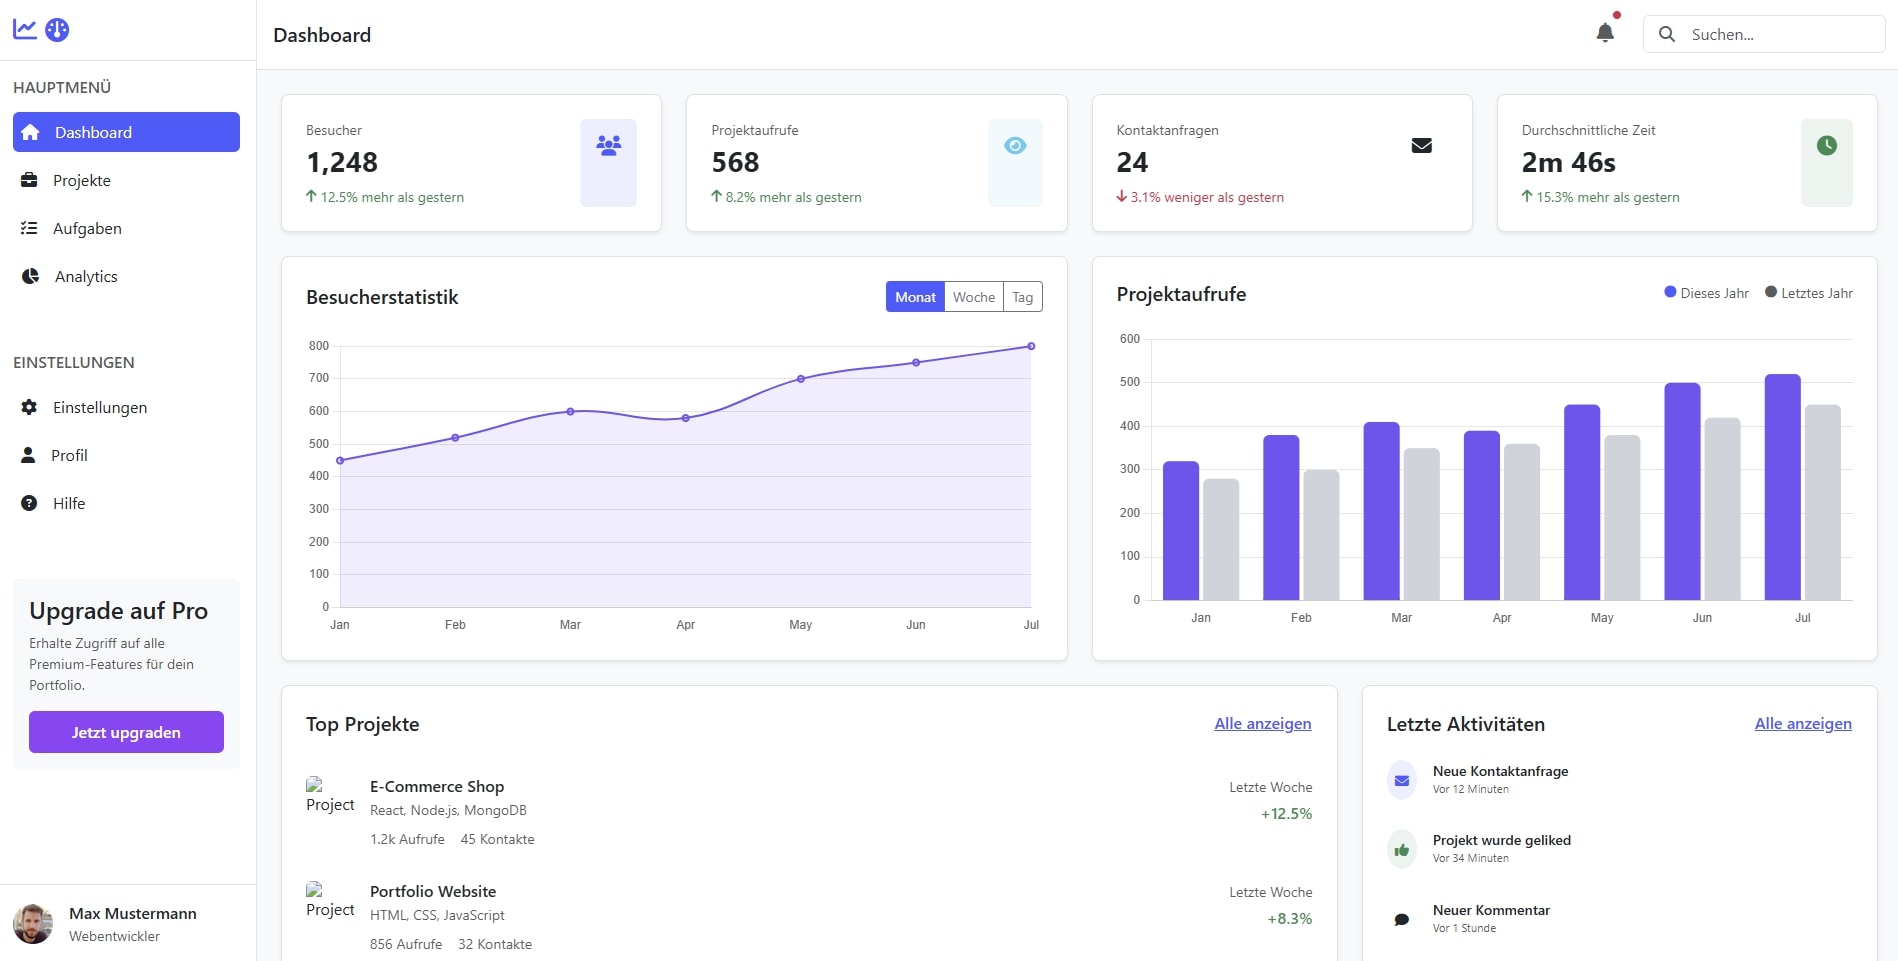 HAUPTMENÜ
Dashboard
Projekte
Aufgaben
Analytics
EINSTELLUNGEN
Einstellungen
Profil
Hilfe
Upgrade auf Pro
Erhalte Zugriff auf alle
Premium-Features für dein
Portfolio.
Jetzt upgraden
Max Mustermann
Webentwickler
Dashboard
Suchen...
Besucher
1,248
12.5% mehr als gestern
Projektaufrufe
568
8.2% mehr als gestern
Kontaktanfragen
24
3.1% weniger als gestern
Durchschnittliche Zeit
2m 46s
15.3% mehr als gestern
Besucherstatistik
Monat Woche Tag
800
700
600
500
400
300
200
100
0
Jan Feb Mar Apr May Jun Jul
Projektaufrufe
Dieses Jahr Letztes Jahr
600
500
400
300
200
100
0
Jan Feb Mar Apr May Jun Jul
Top Projekte
Alle anzeigen
Project
E-Commerce Shop
React, Node.js, MongoDB
1.2k Aufrufe 45 Kontakte
Letzte Woche
+12.5%
Project
Portfolio Website
HTML, CSS, JavaScript
856 Aufrufe 32 Kontakte
Letzte Woche
+8.3%
Letzte Aktivitäten
Alle anzeigen
Neue Kontaktanfrage
Vor 12 Minuten
Projekt wurde geliked
Vor 34 Minuten
Neuer Kommentar
Vor 1 Stunde